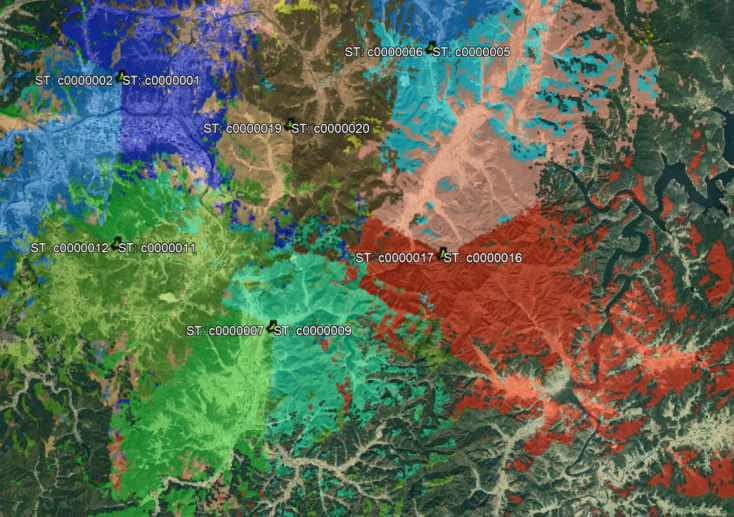 ST: c0000006 ST: c0000005
ST: c0000002 ST: c0000001
ST: c0000019 ST: c0000020
ST: c0000012 ST: c0000011
ST: c0000017 ST: c0000016
ST: c0000007 ST: c0000009